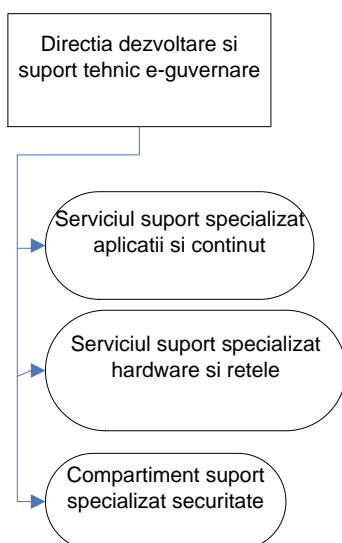 Directia dezvoltare si
suport tehnic e-guvernare
Serviciul suport specializat
aplicatii si continut
Serviciul suport specializat
hardware si retele
Compartiment suport
specializat securitate